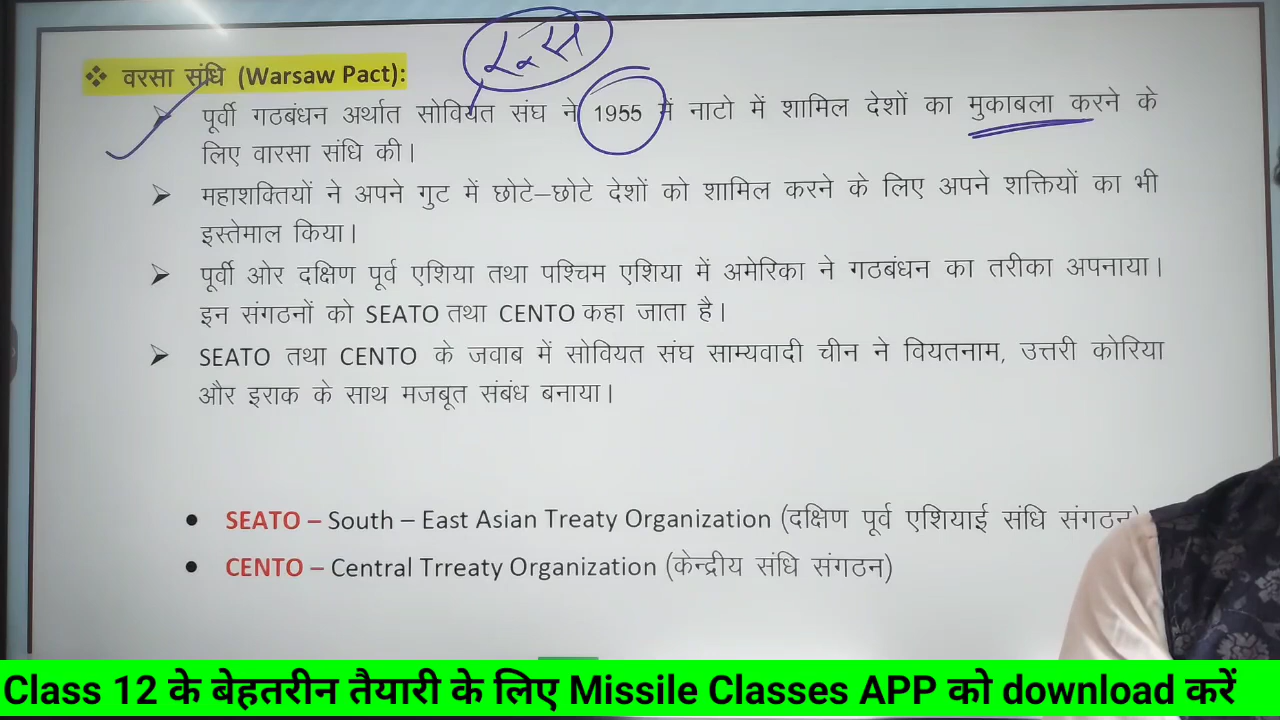 रूस
❖ वरसा संधि (Warsaw Pact):
➢ पूर्वी गठबंधन अर्थात सोवियत संघ ने 1955 में नाटो में शामिल देशों का मुकाबला करने के
लिए वारसा संधि की।
➢ महाशक्तियों ने अपने गुट में छोटे–छोटे देशों को शामिल करने के लिए अपने शक्तियों का भी
इस्तेमाल किया।
➢ पूर्वी ओर दक्षिण पूर्व एशिया तथा पश्चिम एशिया में अमेरिका ने गठबंधन का तरीका अपनाया।
इन संगठनों को SEATO तथा CENTO कहा जाता है।
➢ SEATO तथा CENTO के जवाब में सोवियत संघ साम्यवादी चीन ने वियतनाम, उत्तरी कोरिया
और इराक के साथ मजबूत संबंध बनाया।
• SEATO – South – East Asian Treaty Organization (दक्षिण पूर्व एशियाई संधि संगठन)
• CENTO – Central Trreaty Organization (केन्द्रीय संधि संगठन)
Class 12 के बेहतरीन तैयारी के लिए Missile Classes APP को download करें